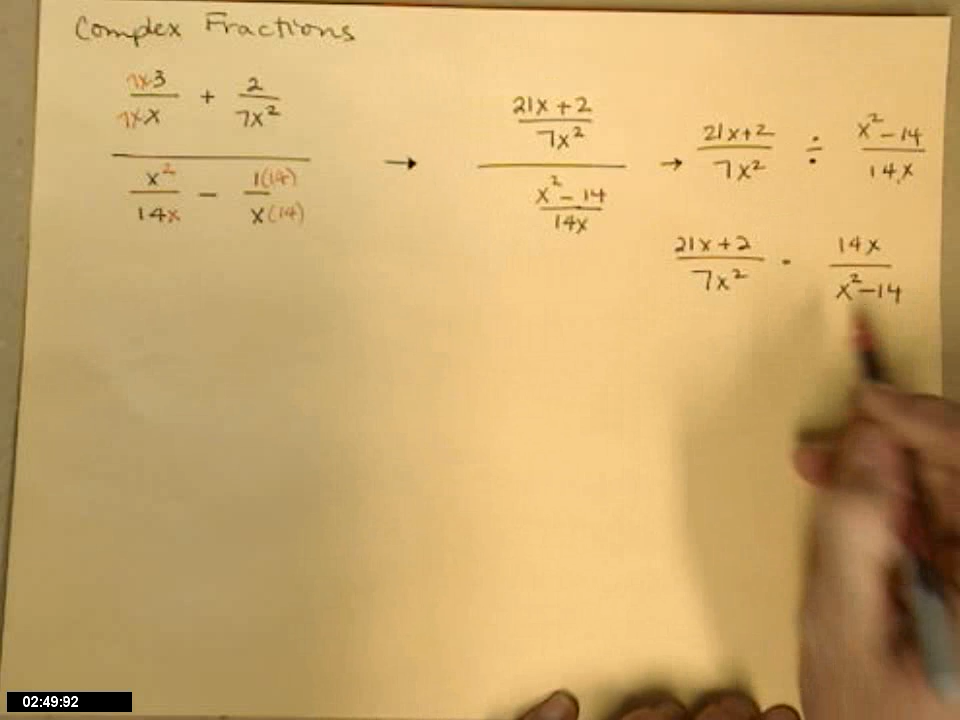 Complex Fractions
7x3/7xx + 2/7x²
x²/14x - 1(14)/x(14)
→
21x + 2
7x²
x² - 14
14x
→ 21x+2/7x² ÷ x² - 14/14x
21x + 2/7x² · 14x/x² - 14
02:49:92